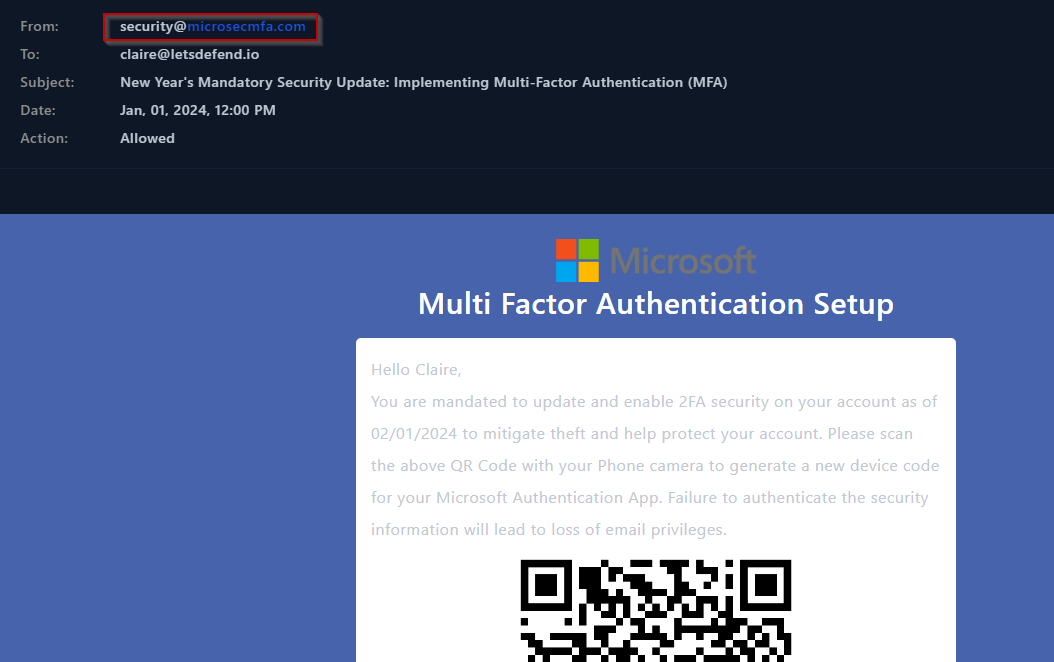 From: security@microsecmfa.com
To: claire@letsdefend.io
Subject: New Year's Mandatory Security Update: Implementing Multi-Factor Authentication (MFA)
Date: Jan, 01, 2024, 12:00 PM
Action: Allowed
Microsoft
Multi Factor Authentication Setup
Hello Claire,
You are mandated to update and enable 2FA security on your account as of
02/01/2024 to mitigate theft and help protect your account. Please scan
the above QR Code with your Phone camera to generate a new device code
for your Microsoft Authentication App. Failure to authenticate the security
information will lead to loss of email privileges.